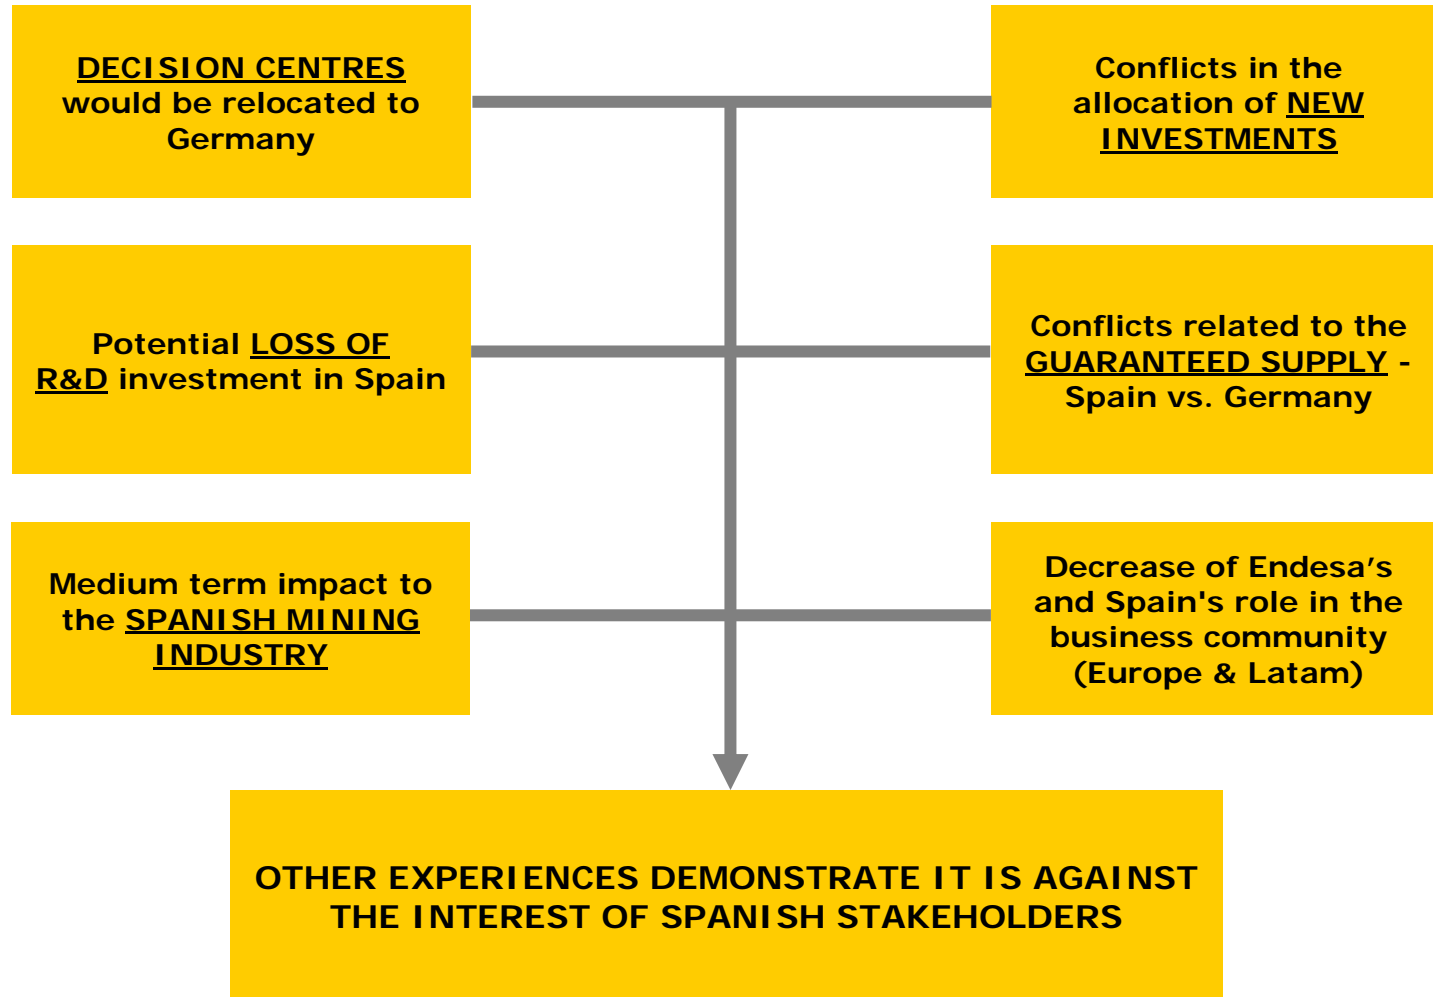 DECISION CENTRES
would be relocated to
Germany
Conflicts in the
allocation of NEW
INVESTMENTS
Potential LOSS OF
R&D investment in Spain
Conflicts related to the
GUARANTEED SUPPLY -
Spain vs. Germany
Medium term impact to
the SPANISH MINING
INDUSTRY
Decrease of Endesa’s
and Spain's role in the
business community
(Europe & Latam)
OTHER EXPERIENCES DEMONSTRATE IT IS AGAINST
THE INTEREST OF SPANISH STAKEHOLDERS